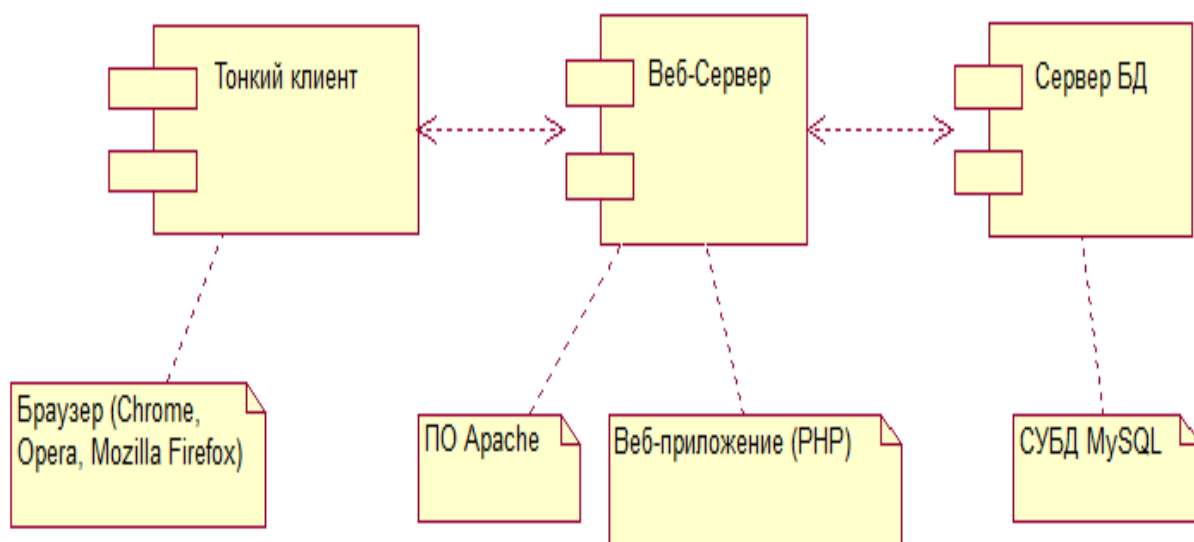 Тонкий клиент
Веб-Сервер
Сервер БД
Браузер (Chrome,
Opera, Mozilla Firefox)
ПО Apache
Веб-приложение (PHP)
СУБД MySQL